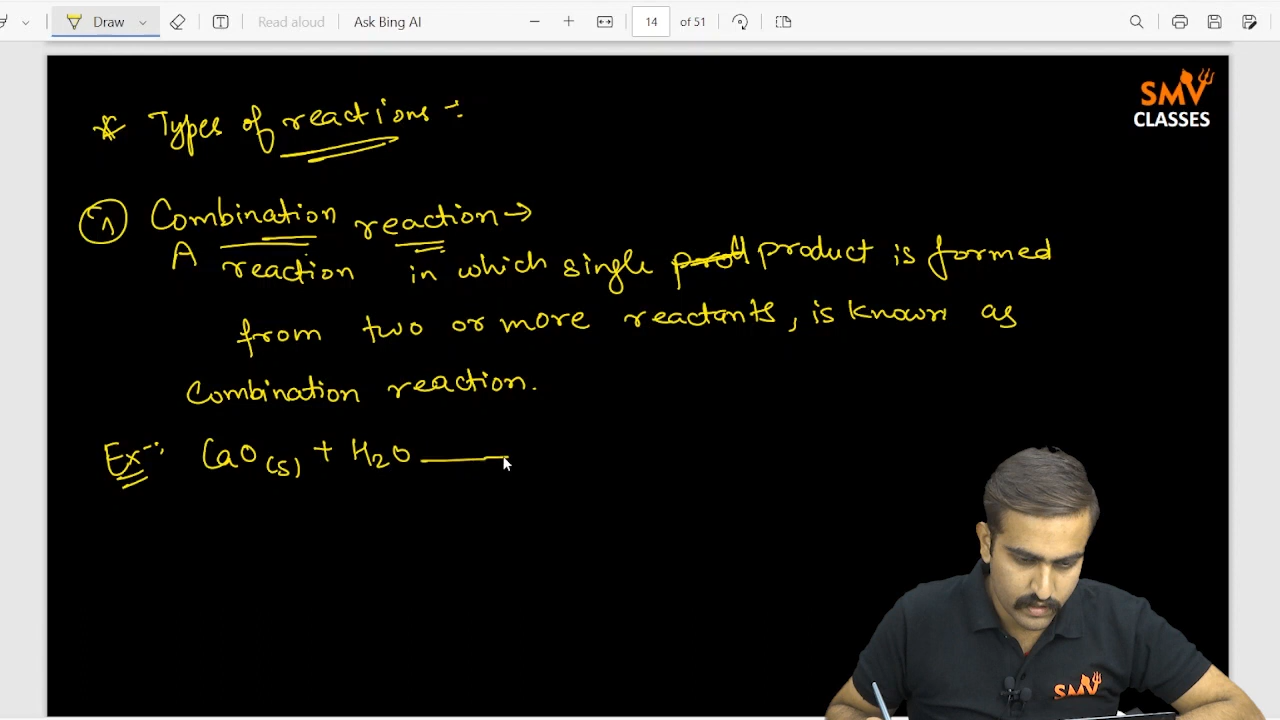 Draw
Read aloud
Ask Bing AI
14 of 51
SMV
CLASSES
* Types of reactions :-
① Combination reaction →
A reaction in which single product is formed
from two or more reactants, is known as
Combination reaction.
Ex:- CaO(s) + H2O
SMV